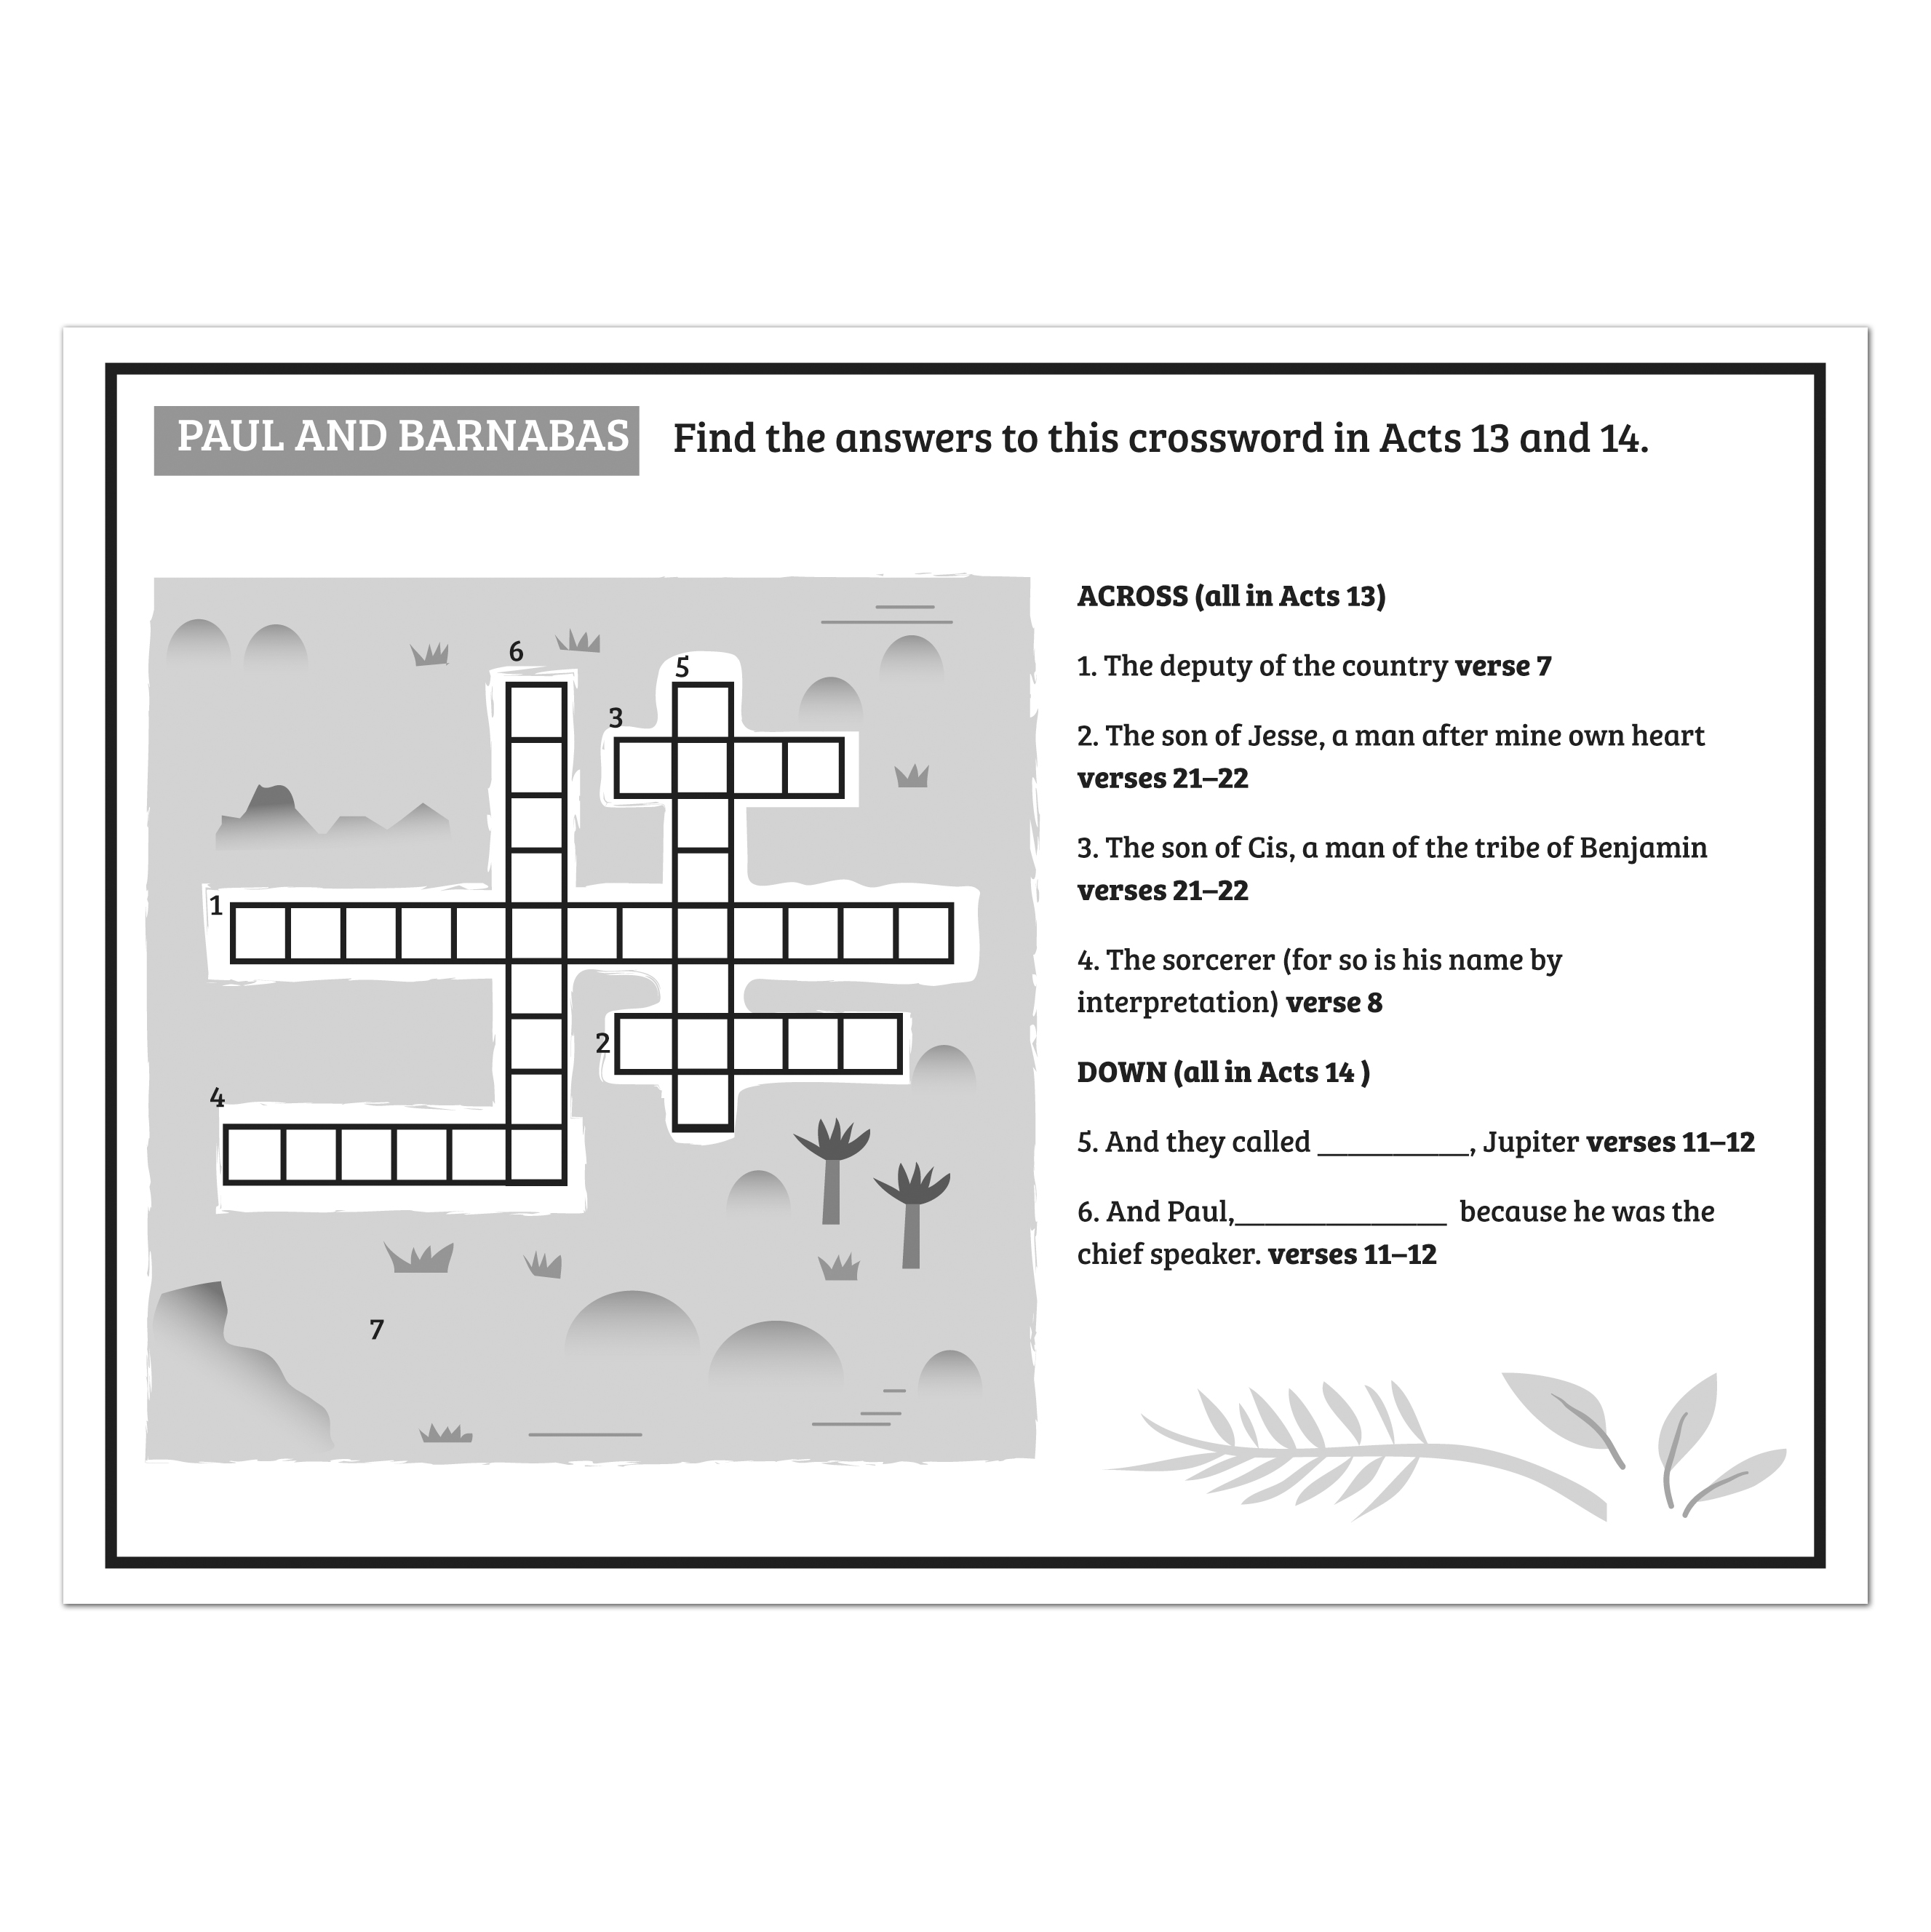 PAUL AND BARNABAS
Find the answers to this crossword in Acts 13 and 14.
6
5
3
1
2
4
7
ACROSS (all in Acts 13)
1. The deputy of the country verse 7
2. The son of Jesse, a man after mine own heart
verses 21–22
3. The son of Cis, a man of the tribe of Benjamin
verses 21–22
4. The sorcerer (for so is his name by
interpretation) verse 8
DOWN (all in Acts 14 )
5. And they called __________, Jupiter verses 11–12
6. And Paul,______________ because he was the
chief speaker. verses 11–12